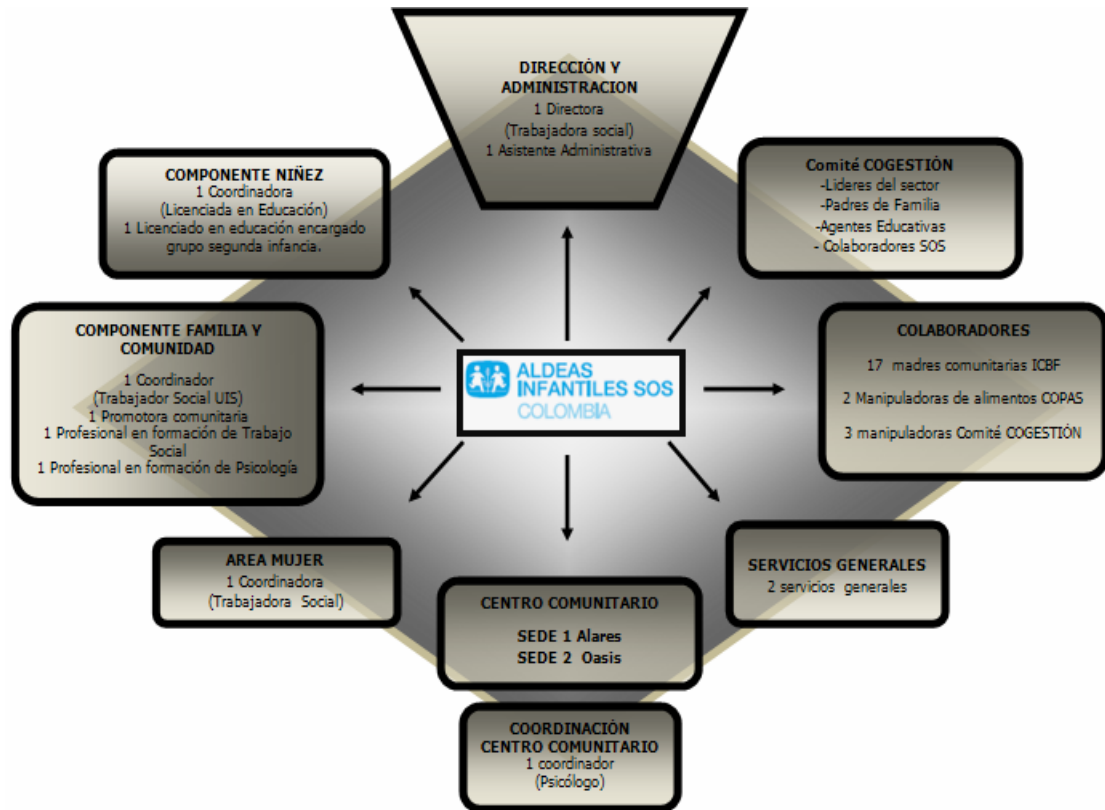 DIRECCIÓN Y
ADMINISTRACION
1 Directora
(Trabajadora social)
1 Asistente Administrativa
COMPONENTE NIÑEZ
1 Coordinadora
(Licenciada en Educación)
1 Licenciado en educación encargado
grupo segunda infancia.
Comité COGESTIÓN
-Lideres del sector
-Padres de Familia
-Agentes Educativas
- Colaboradores SOS
COMPONENTE FAMILIA Y
COMUNIDAD
1 Coordinador
(Trabajador Social UIS)
1 Promotora comunitaria
1 Profesional en formación de Trabajo
Social
1 Profesional en formación de Psicología
ALDEAS
INFANTILES SOS
COLOMBIA
COLABORADORES
17 madres comunitarias ICBF
2 Manipuladoras de alimentos COPAS
3 manipuladoras Comité COGESTIÓN
AREA MUJER
1 Coordinadora
(Trabajadora Social)
CENTRO COMUNITARIO
SEDE 1 Alares
SEDE 2 Oasis
SERVICIOS GENERALES
2 servicios generales
COORDINACIÓN
CENTRO COMUNITARIO
1 coordinador
(Psicólogo)